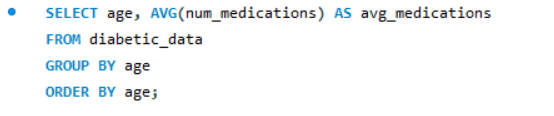 SELECT age, AVG(num_medications) AS avg_medications
FROM diabetic_data
GROUP BY age
ORDER BY age;